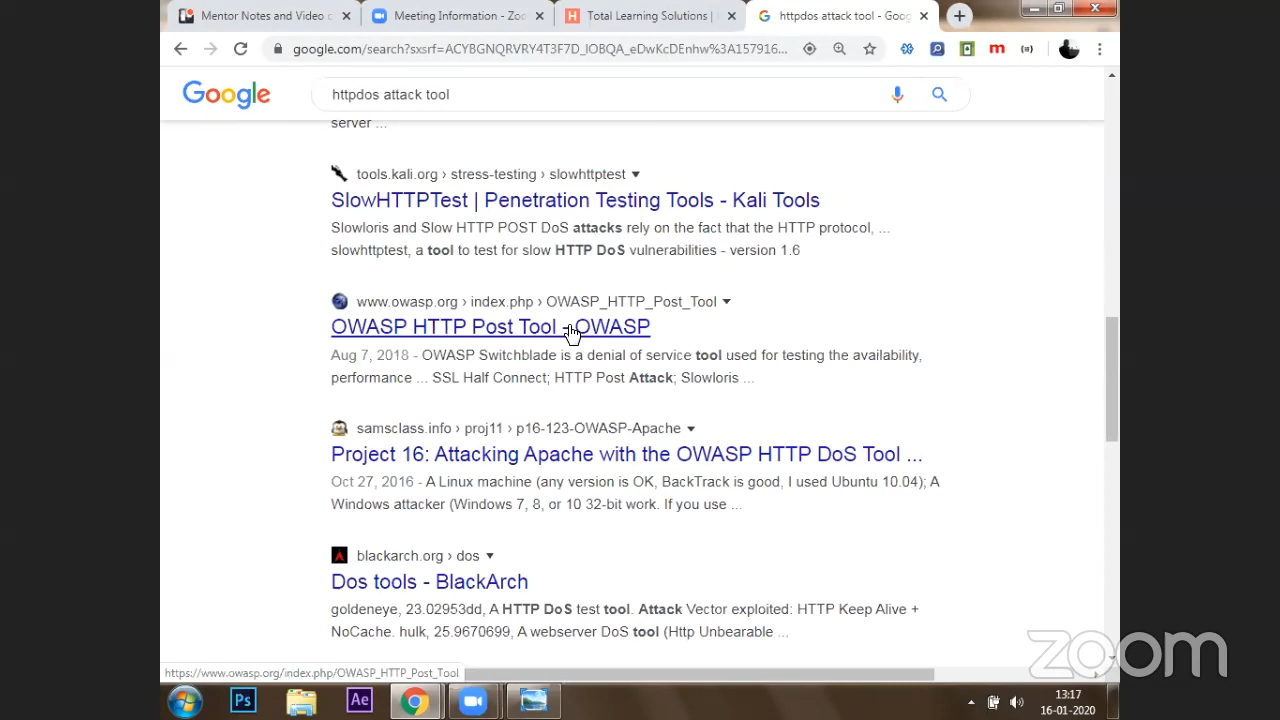 Mentor Notes and Video c
Meeting Information - Zoo
Total Learning Solutions |
httpdos attack tool - Goog
google.com/search?sxsrf=ACYBGNQRVRY4T3F7D_IOBQA_eDwKcDEnhw%3A157916...
Google
httpdos attack tool
server ...
tools.kali.org › stress-testing › slowhttptest
SlowHTTPTest | Penetration Testing Tools - Kali Tools
Slowloris and Slow HTTP POST DoS attacks rely on the fact that the HTTP protocol, ...
slowhttptest, a tool to test for slow HTTP DoS vulnerabilities - version 1.6
www.owasp.org › index.php › OWASP_HTTP_Post_Tool
OWASP HTTP Post Tool - OWASP
Aug 7, 2018 - OWASP Switchblade is a denial of service tool used for testing the availability,
performance ... SSL Half Connect; HTTP Post Attack; Slowloris ...
samsclass.info › proj11 › p16-123-OWASP-Apache
Project 16: Attacking Apache with the OWASP HTTP DoS Tool ...
Oct 27, 2016 - A Linux machine (any version is OK, BackTrack is good, I used Ubuntu 10.04); A
Windows attacker (Windows 7, 8, or 10 32-bit work. If you use ...
blackarch.org › dos
Dos tools - BlackArch
goldeneye, 23.02953dd, A HTTP DoS test tool. Attack Vector exploited: HTTP Keep Alive +
NoCache. hulk, 25.9670699, A webserver DoS tool (Http Unbearable ...
zoom
https://www.owasp.org/index.php/OWASP_HTTP_Post_Tool
Ps
Ae
13:17
16-01-2020